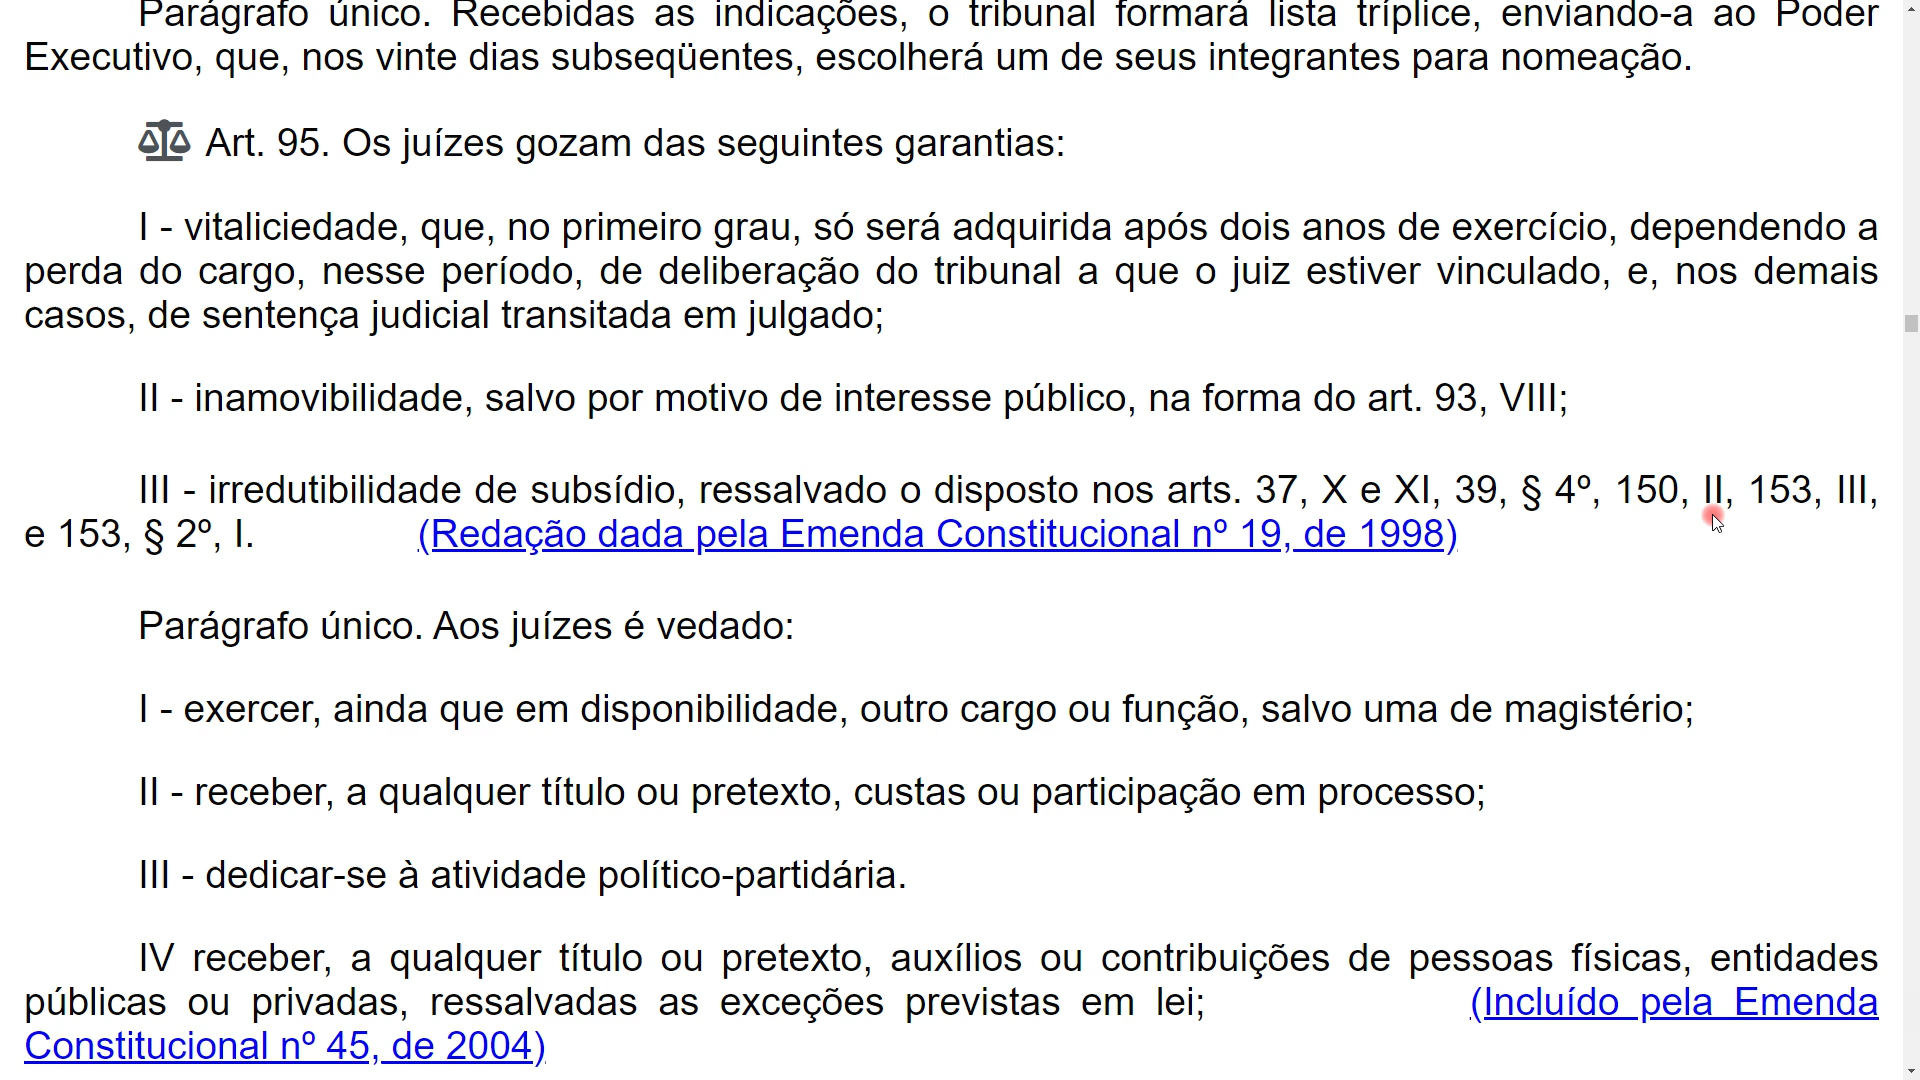 Parágrafo único. Recebidas as indicações, o tribunal formará lista tríplice, enviando-a ao Poder
Executivo, que, nos vinte dias subseqüentes, escolherá um de seus integrantes para nomeação.
Art. 95. Os juízes gozam das seguintes garantias:
I - vitaliciedade, que, no primeiro grau, só será adquirida após dois anos de exercício, dependendo a
perda do cargo, nesse período, de deliberação do tribunal a que o juiz estiver vinculado, e, nos demais
casos, de sentença judicial transitada em julgado;
II - inamovibilidade, salvo por motivo de interesse público, na forma do art. 93, VIII;
III - irredutibilidade de subsídio, ressalvado o disposto nos arts. 37, X e XI, 39, § 4º, 150, II, 153, III,
e 153, § 2º, I. (Redação dada pela Emenda Constitucional nº 19, de 1998)
Parágrafo único. Aos juízes é vedado:
I - exercer, ainda que em disponibilidade, outro cargo ou função, salvo uma de magistério;
II - receber, a qualquer título ou pretexto, custas ou participação em processo;
III - dedicar-se à atividade político-partidária.
IV receber, a qualquer título ou pretexto, auxílios ou contribuições de pessoas físicas, entidades
públicas ou privadas, ressalvadas as exceções previstas em lei; (Incluído pela Emenda
Constitucional nº 45, de 2004)